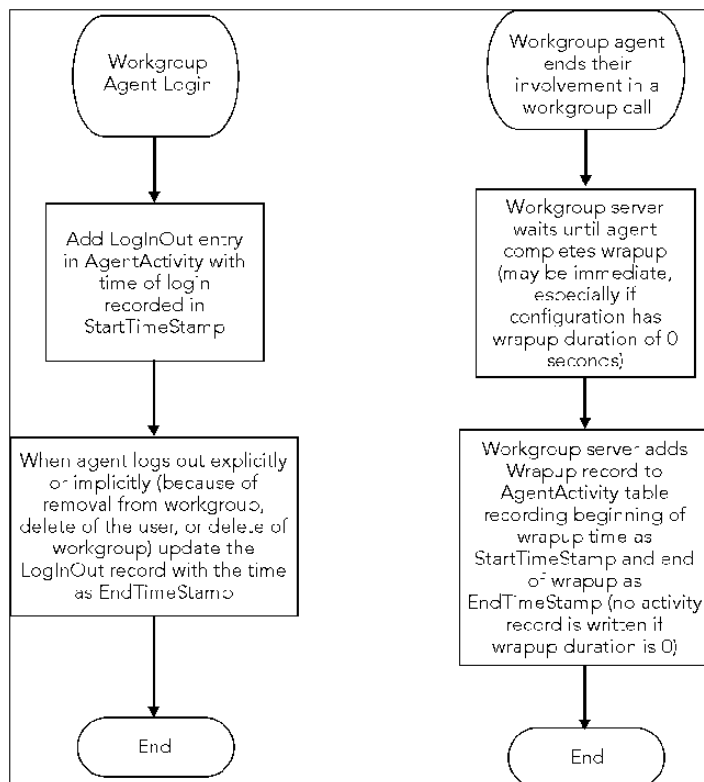 Workgroup
Agent Login
Add LogInOut entry
in AgentActivity with
time of login
recorded in
StartTimeStamp
When agent logs out explicitly
or implicitly (because of
removal from workgroup,
delete of the user, or delete of
workgroup) update the
LogInOut record with the time
as EndTimeStamp
End
Workgroup agent
ends their
involvement in a
workgroup call
Workgroup server
waits until agent
completes wrapup
(may be immediate,
especially if
configuration has
wrapup duration of 0
seconds)
Workgroup server adds
Wrapup record to
AgentActivity table
recording beginning of
wrapup time as
StartTimeStamp and end
of wrapup as
EndTimeStamp (no activity
record is written if
wrapup duration is 0)
End